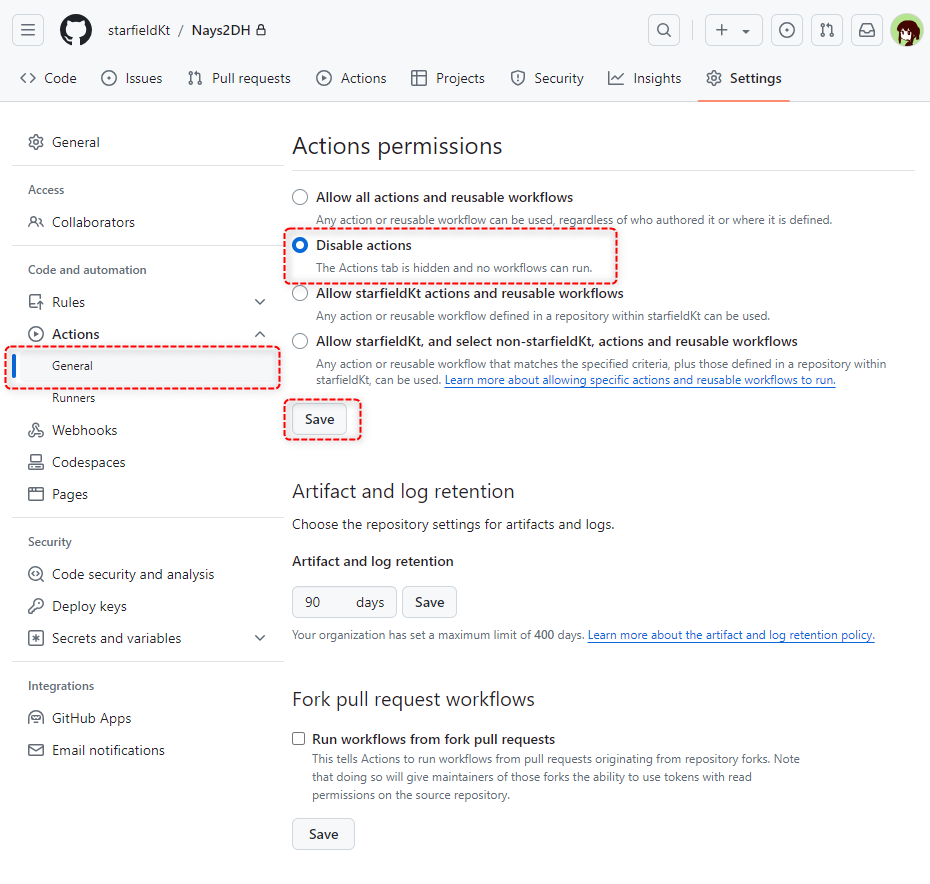 starfieldKt / Nays2DH
Code Issues Pull requests Actions Projects Security Insights Settings
General
Access
Collaborators
Code and automation
Rules
Actions
General
Runners
Webhooks
Codespaces
Pages
Security
Code security and analysis
Deploy keys
Secrets and variables
Integrations
GitHub Apps
Email notifications
Actions permissions
Allow all actions and reusable workflows
Any action or reusable workflow can be used, regardless of who authored it or where it is defined.
Disable actions
The Actions tab is hidden and no workflows can run.
Allow starfieldKt actions and reusable workflows
Any action or reusable workflow defined in a repository within starfieldKt can be used.
Allow starfieldKt, and select non-starfieldKt, actions and reusable workflows
Any action or reusable workflow that matches the specified criteria, plus those defined in a repository within
starfieldKt, can be used. Learn more about allowing specific actions and reusable workflows to run.
Save
Artifact and log retention
Choose the repository settings for artifacts and logs.
Artifact and log retention
90 days Save
Your organization has set a maximum limit of 400 days. Learn more about the artifact and log retention policy.
Fork pull request workflows
Run workflows from fork pull requests
This tells Actions to run workflows from pull requests originating from repository forks. Note
that doing so will give maintainers of those forks the ability to use tokens with read
permissions on the source repository.
Save